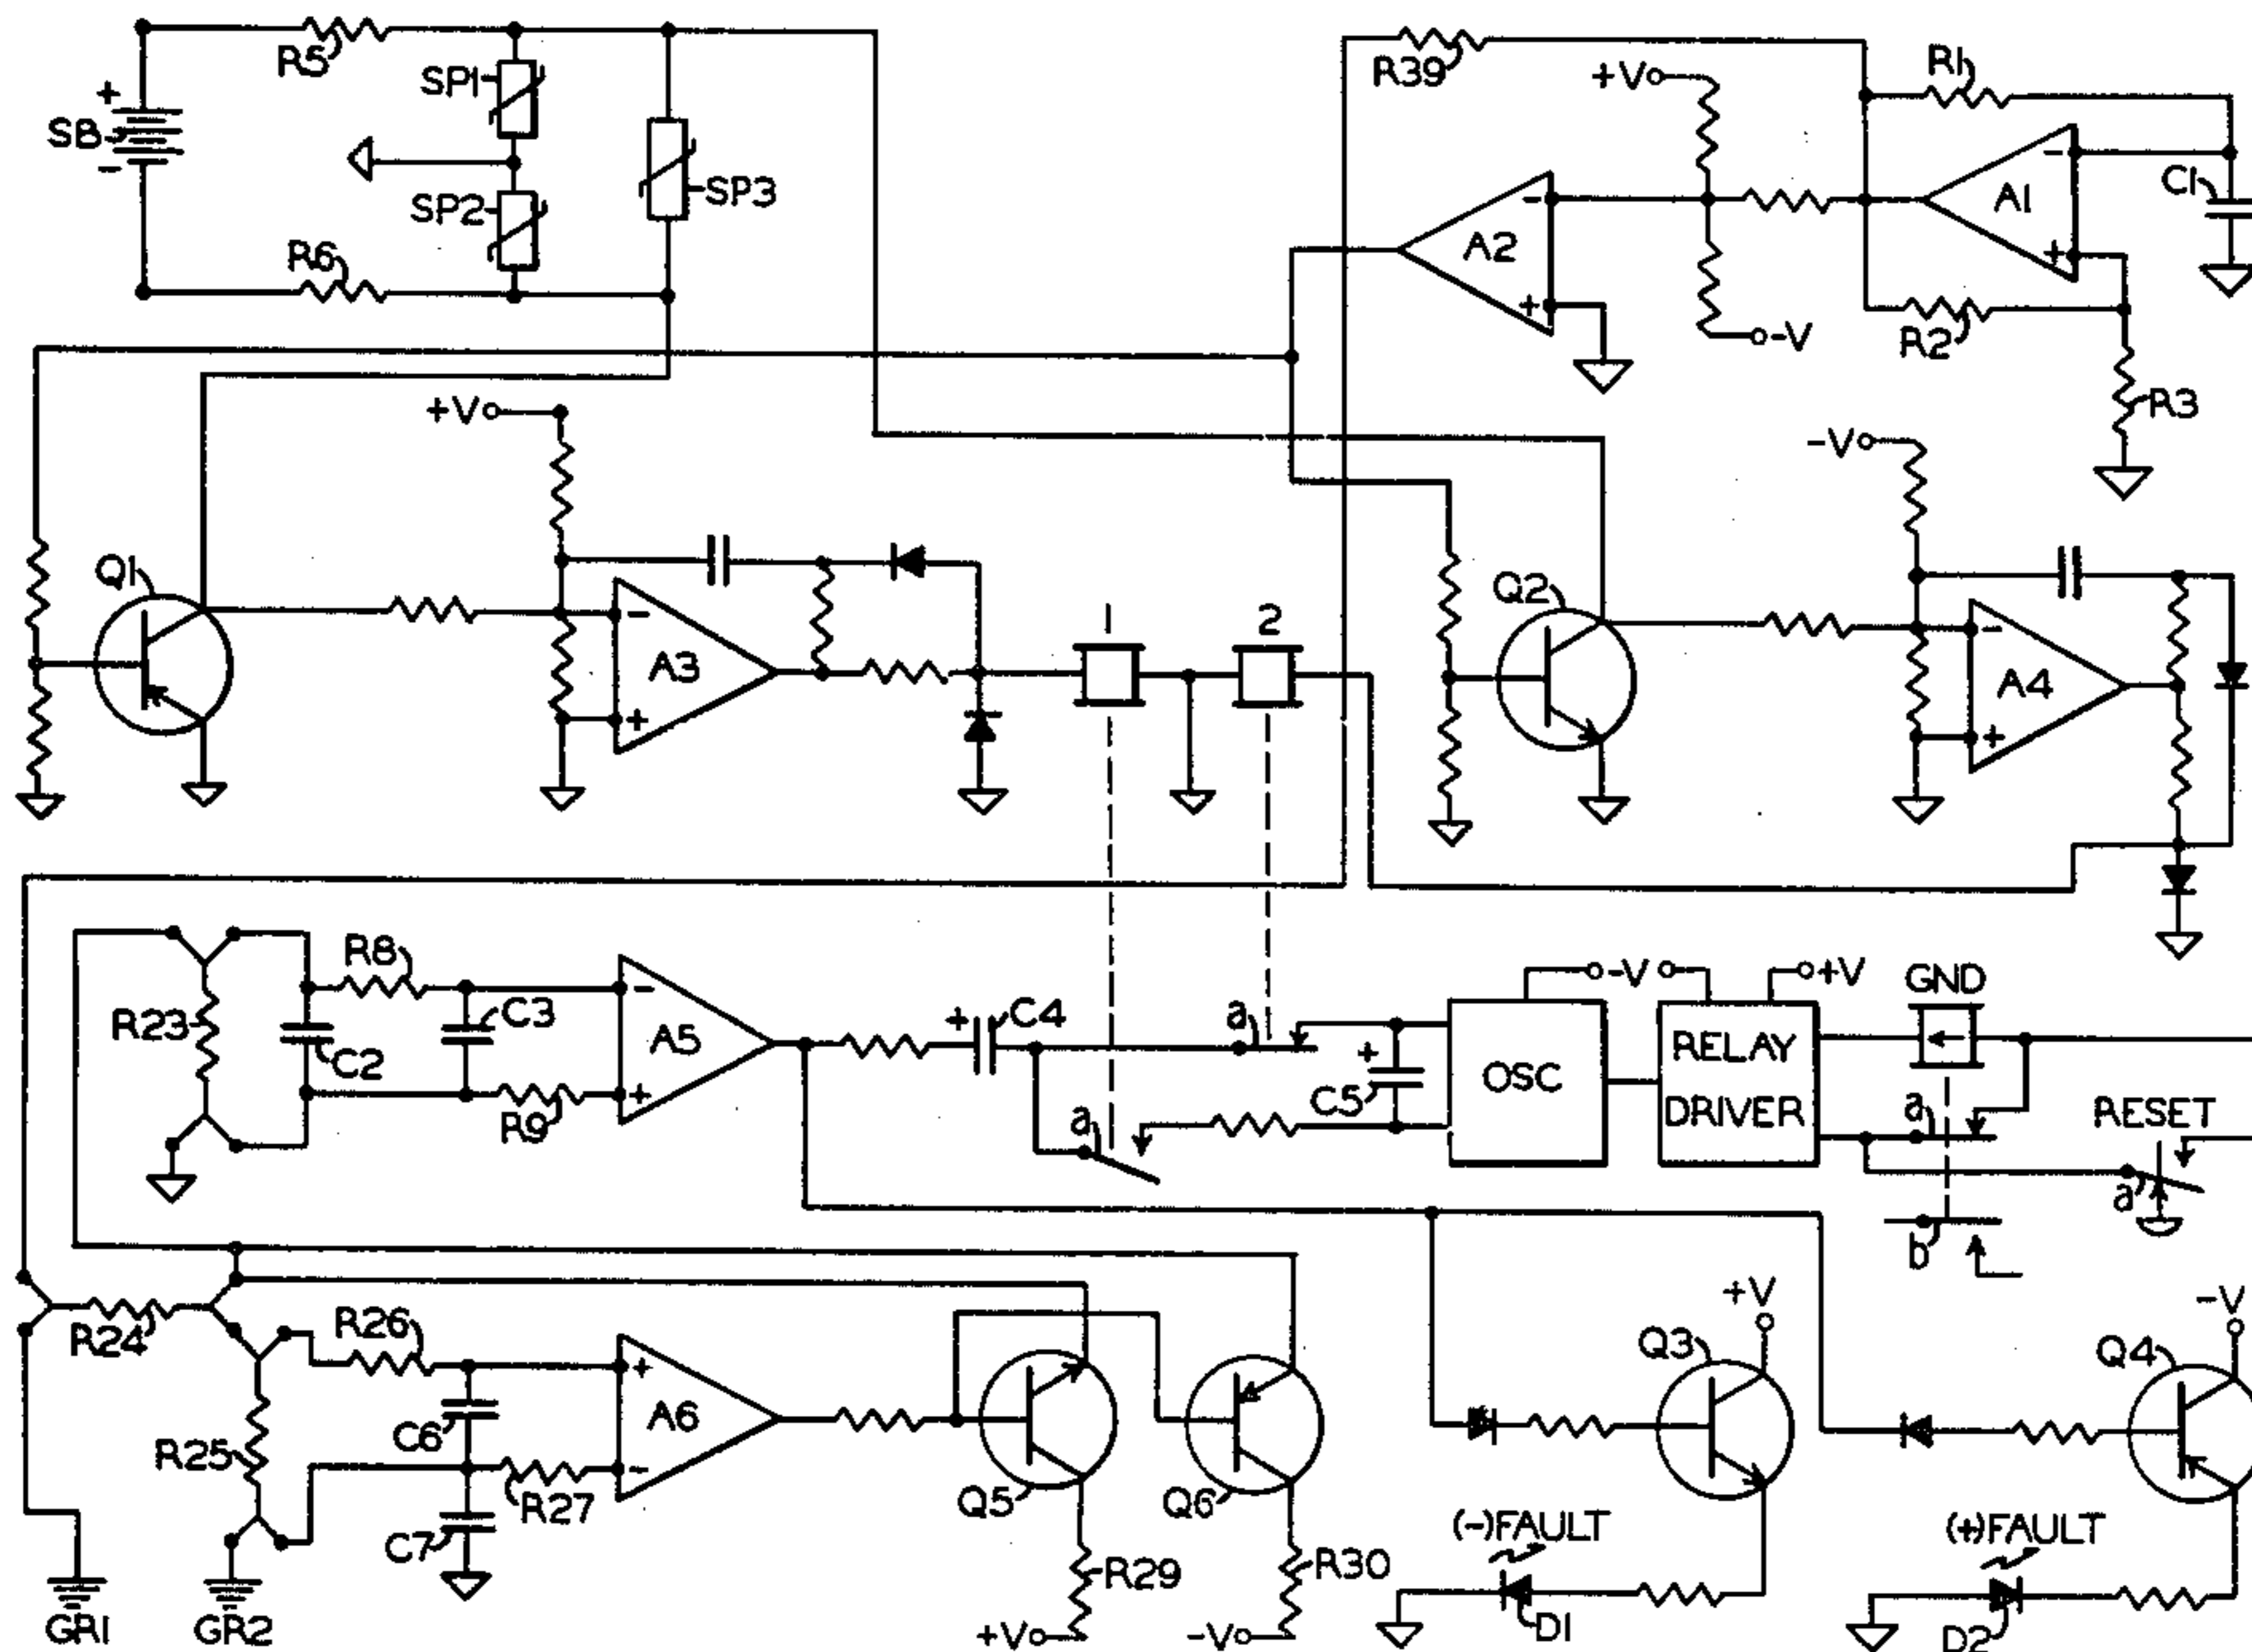 R5
SP1
+
SB
-
SP2
SP3
R6
R39
+V
R1
-
A1
C1
+
-
A2
+
R2
-V
R3
+V
-V
Q1
-
A3
+
1
2
Q2
-
A4
+
R8
C3
R23
C2
R9
-
A5
+
+
C4
a
a
+
C5
OSC
-V
+V
RELAY
DRIVER
GND
a
RESET
a
b
R24
R26
R25
C6
C7
R27
+
A6
-
Q5
Q6
R29
R30
+V
-V
GR1
GR2
+V
Q3
-V
Q4
(-)FAULT
D1
(+)FAULT
D2